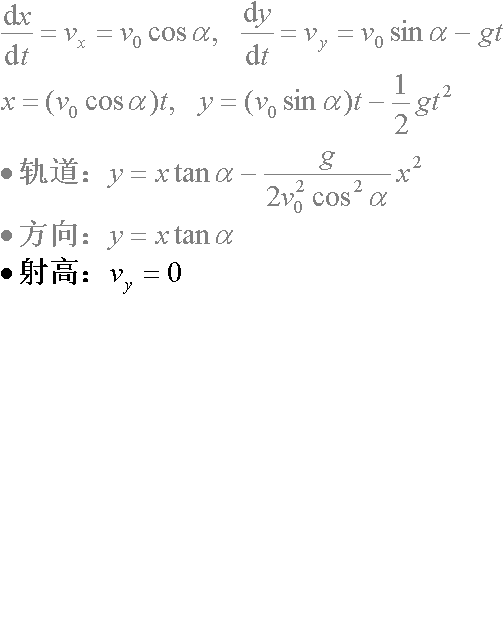 dx/dt = v_x = v_0 cos α, dy/dt = v_y = v_0 sin α − gt
x = (v_0 cos α)t, y = (v_0 sin α)t − 1/2 gt^2
•轨道：y = x tan α − g/(2v_0^2 cos^2 α) x^2
•方向：y = x tan α
•射高：v_y = 0